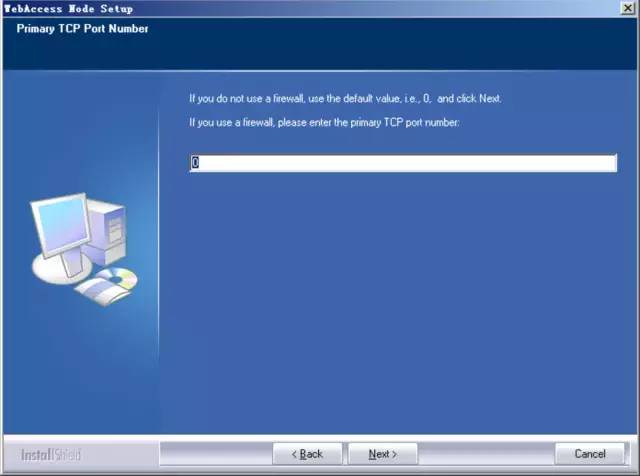 WebAccess Node Setup
Primary TCP Port Number
If you do not use a firewall, use the default value, i.e., 0, and click Next.
If you use a firewall, please enter the primary TCP port number:
0
InstallShield
< Back
Next >
Cancel